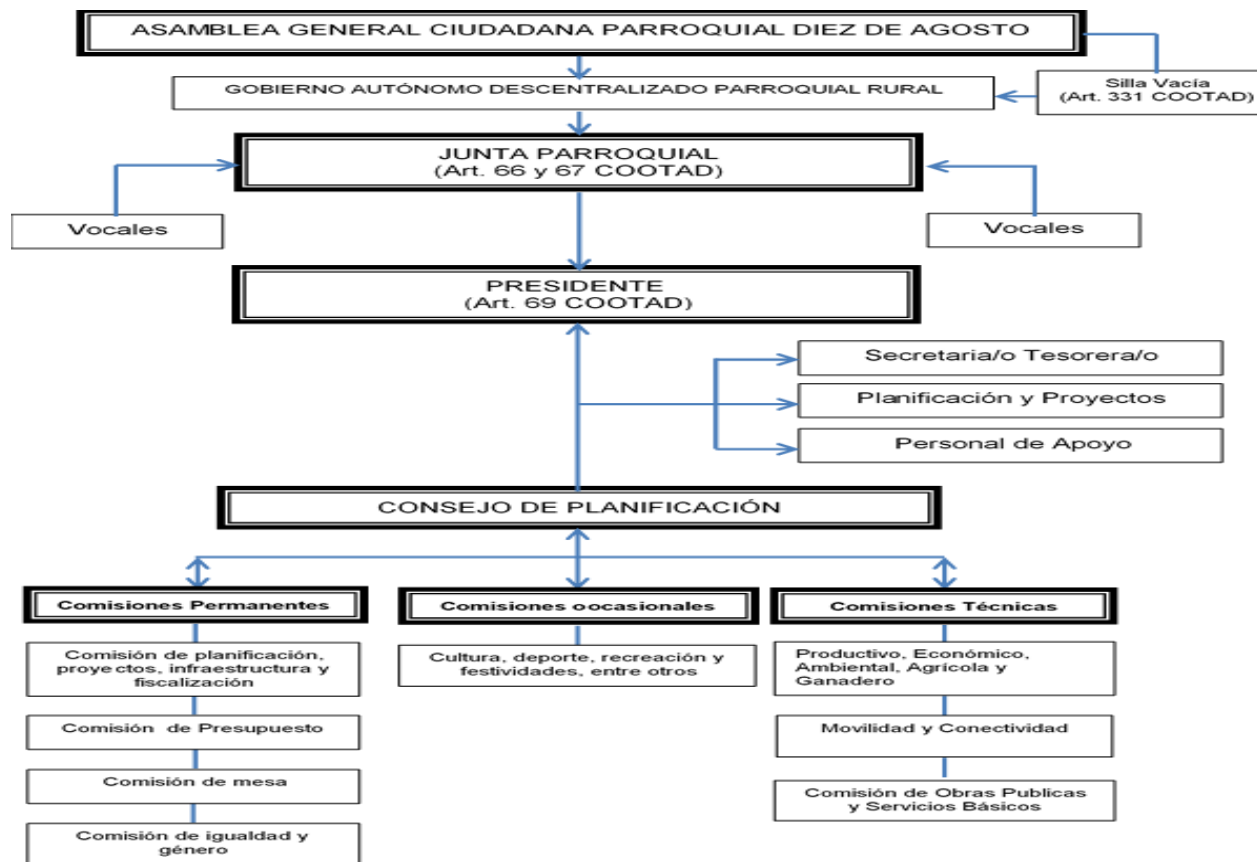 ASAMBLEA GENERAL CIUDADANA PARROQUIAL DIEZ DE AGOSTO
GOBIERNO AUTÓNOMO DESCENTRALIZADO PARROQUIAL RURAL
Silla Vacía
(Art. 331 COOTAD)
JUNTA PARROQUIAL
(Art. 66 y 67 COOTAD)
Vocales
Vocales
PRESIDENTE
(Art. 69 COOTAD)
Secretaria/o Tesorera/o
Planificación y Proyectos
Personal de Apoyo
CONSEJO DE PLANIFICACIÓN
Comisiones Permanentes
Comisión de planificación,
proyectos, infraestructura y
fiscalización
Comisión de Presupuesto
Comisión de mesa
Comisión de igualdad y
género
Comisiones oocasionales
Cultura, deporte, recreación y
festividades, entre otros
Comisiones Técnicas
Productivo, Económico,
Ambiental, Agrícola y
Ganadero
Movilidad y Conectividad
Comisión de Obras Publicas
y Servicios Básicos